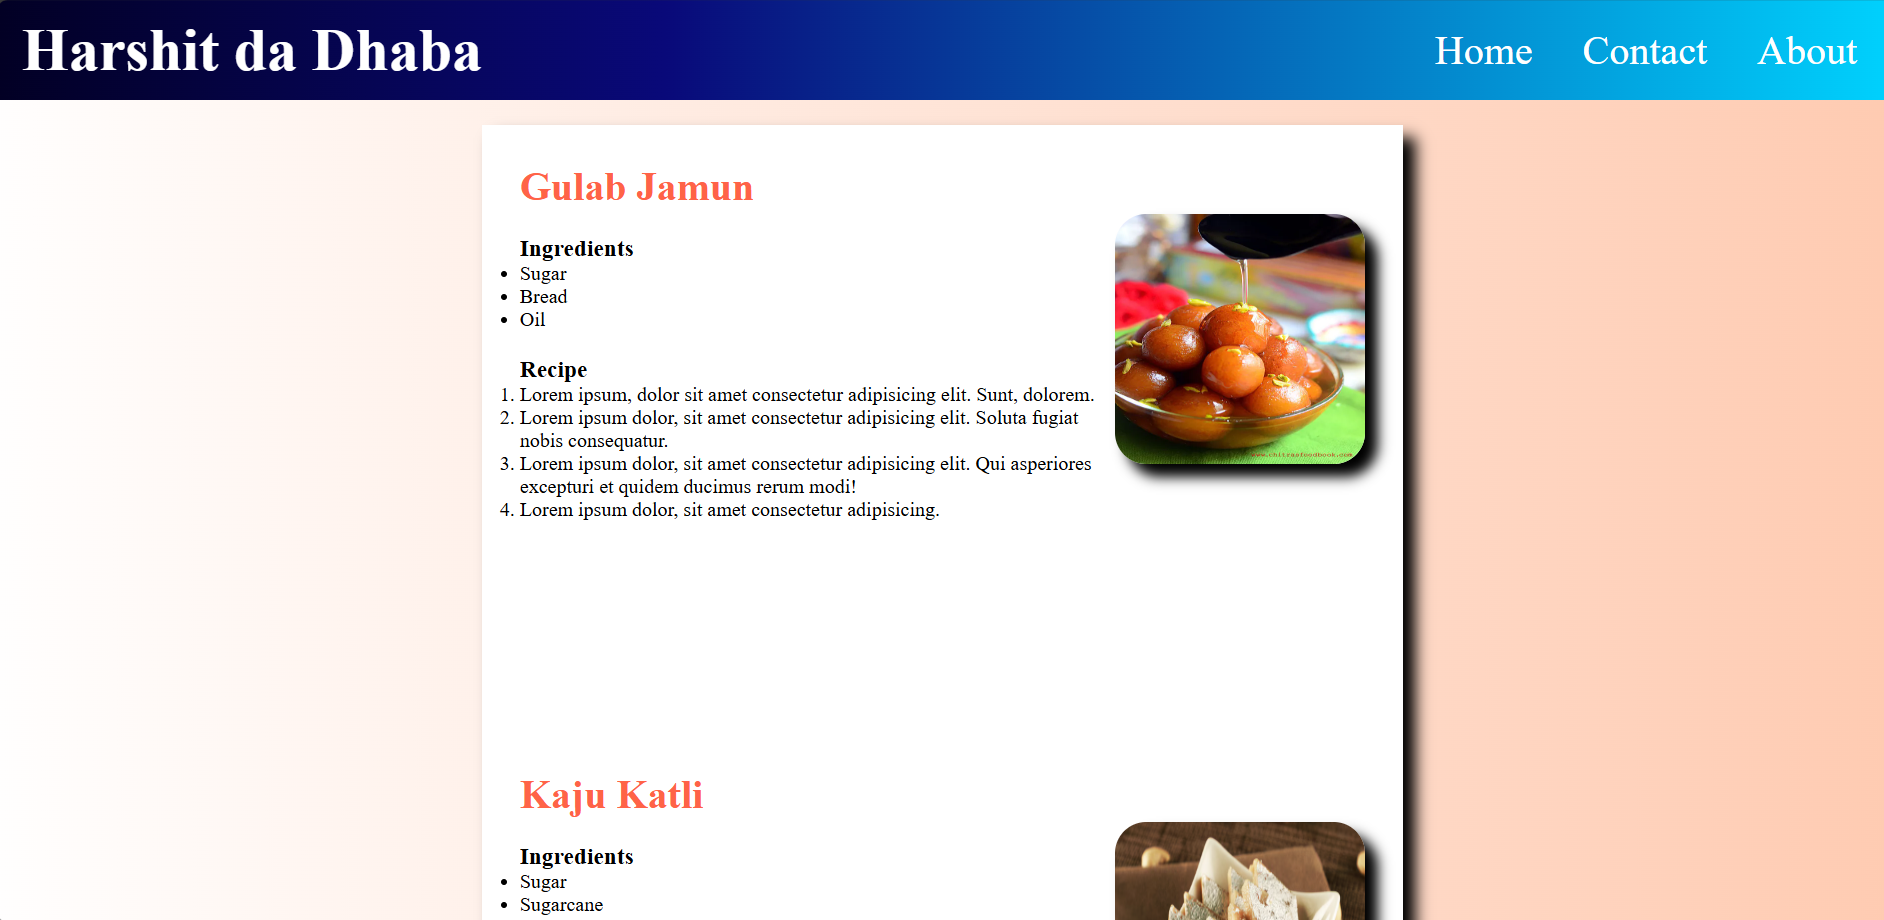 Harshit da Dhaba
Home Contact About
Gulab Jamun
Ingredients
• Sugar
• Bread
• Oil
Recipe
1. Lorem ipsum, dolor sit amet consectetur adipisicing elit. Sunt, dolorem.
2. Lorem ipsum dolor, sit amet consectetur adipisicing elit. Soluta fugiat
nobis consequatur.
3. Lorem ipsum dolor, sit amet consectetur adipisicing elit. Qui asperiores
excepturi et quidem ducimus rerum modi!
4. Lorem ipsum dolor, sit amet consectetur adipisicing.
www.chitrasfoodbook.com
Kaju Katli
Ingredients
• Sugar
• Sugarcane